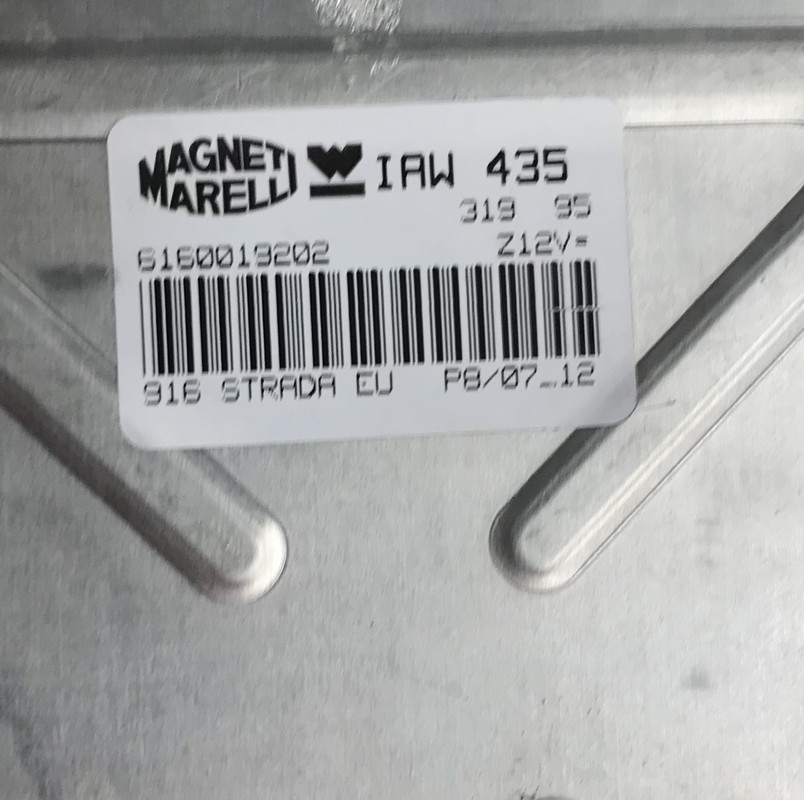 MAGNETI
MARELLI
IAW 435
319 95
6160019202
Z12V=
916 STRADA EU P8/07_12